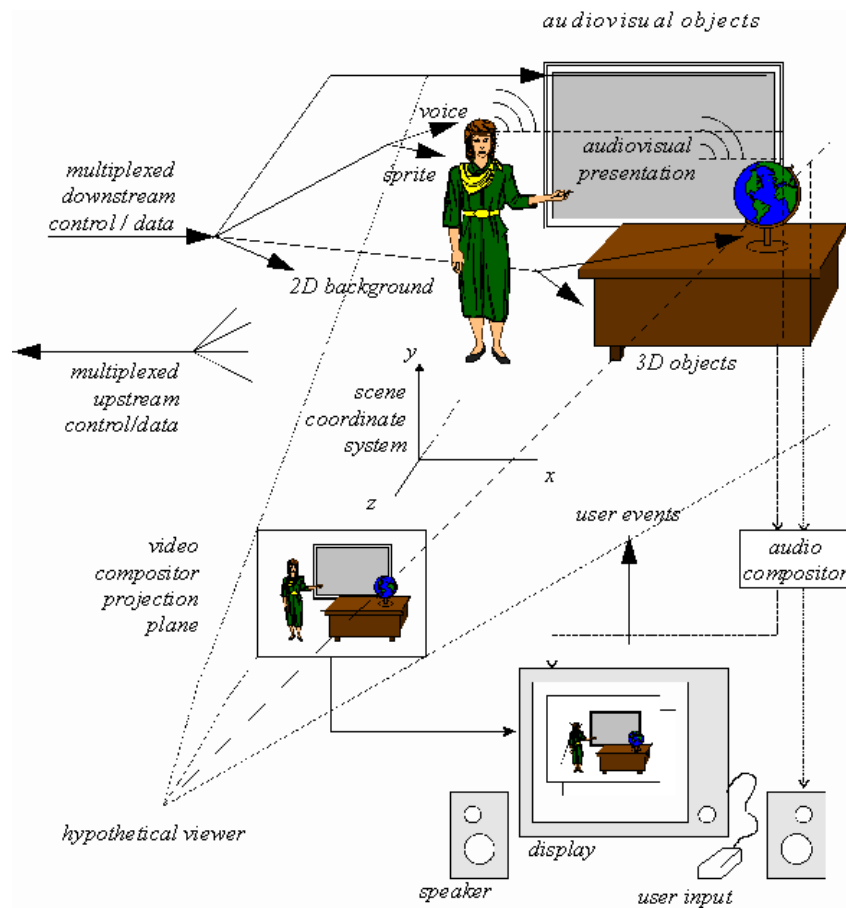 audiovisual objects
voice
sprite
audiovisual
presentation
multiplexed
downstream
control / data
2D background
3D objects
multiplexed
upstream
control/data
y
scene
coordinate
system
x
z
user events
video
compositor
projection
plane
audio
compositor
hypothetical viewer
display
speaker
user input